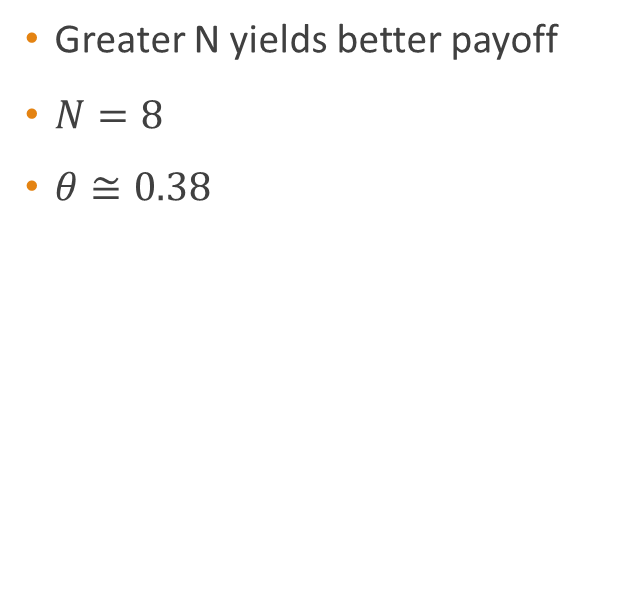 • Greater N yields better payoff
• N = 8
• θ ≅ 0.38